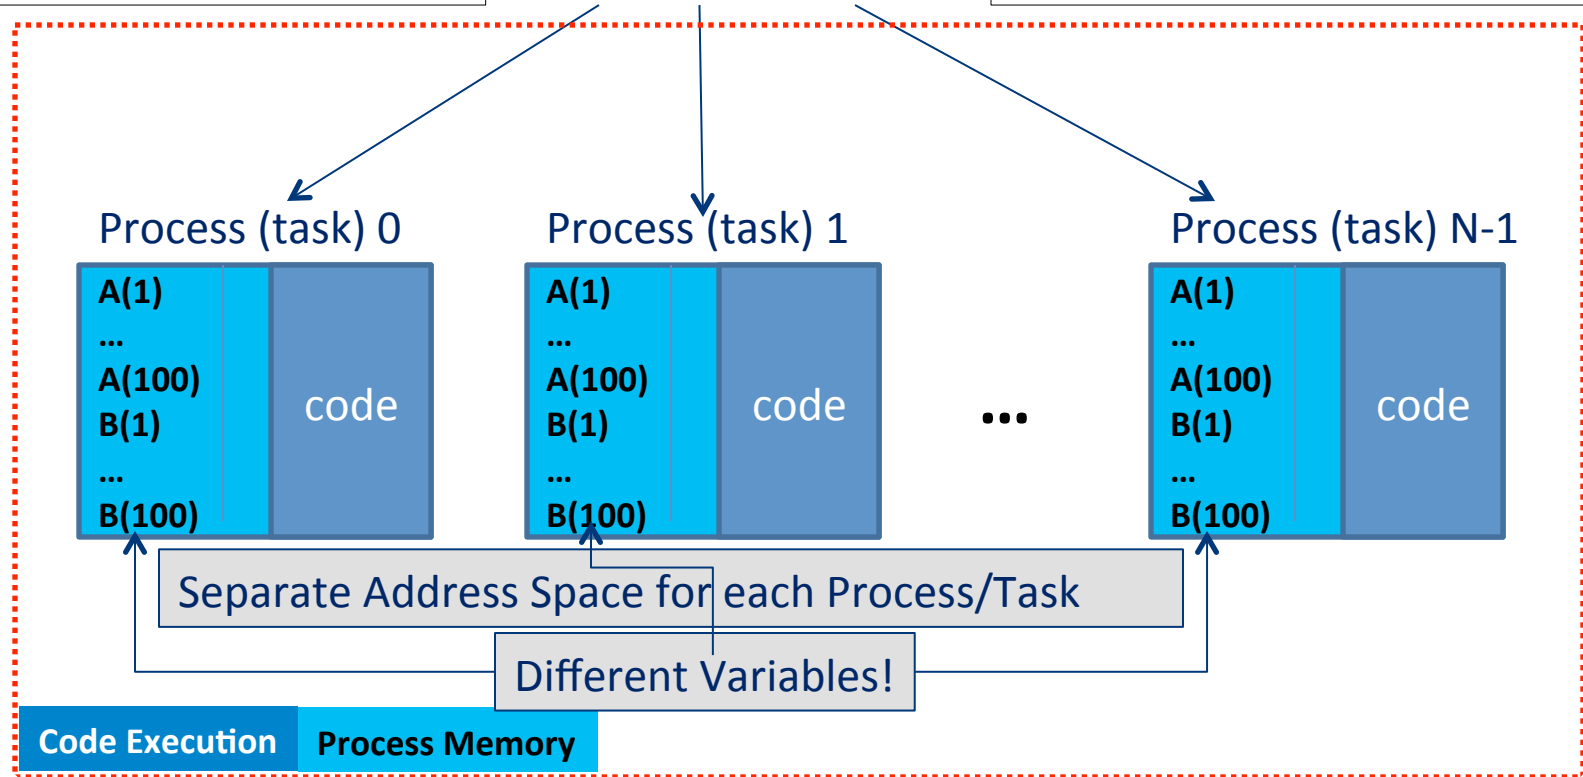 Process (task) 0
Process (task) 1
Process (task) N-1
A(1)
…
A(100)
B(1)
…
B(100)
code
A(1)
…
A(100)
B(1)
…
B(100)
code
…
A(1)
…
A(100)
B(1)
…
B(100)
code
Separate Address Space for each Process/Task
Different Variables!
Code Execution
Process Memory